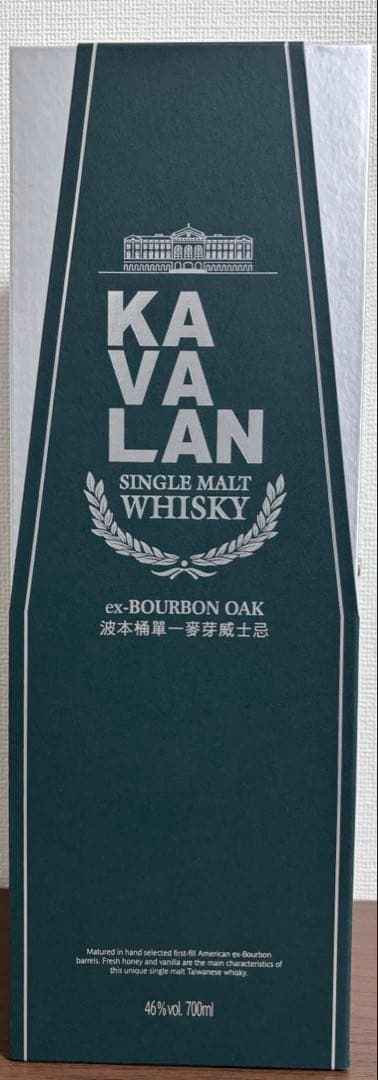 KA
VA
LAN
SINGLE MALT
WHISKY
ex-BOURBON OAK
波本桶單一麥芽威士忌
Matured in hand selected first-fill American ex-Bourbon
barrels. Fresh honey and vanilla are the main characteristics of
this unique single malt Taiwanese whisky.
46%vol. 700ml